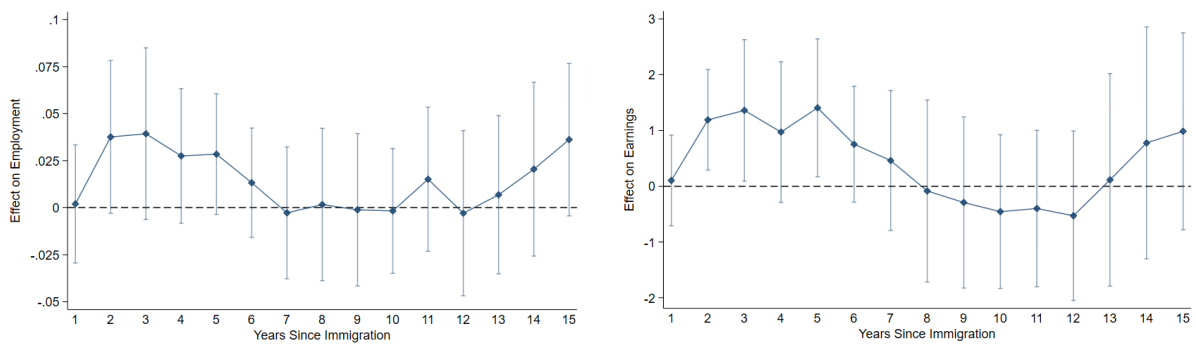 Effect on Employment
.1
.075
.05
.025
0
-.025
-.05
1 2 3 4 5 6 7 8 9 10 11 12 13 14 15
Years Since Immigration
Effect on Earnings
3
2
1
0
-1
-2
1 2 3 4 5 6 7 8 9 10 11 12 13 14 15
Years Since Immigration